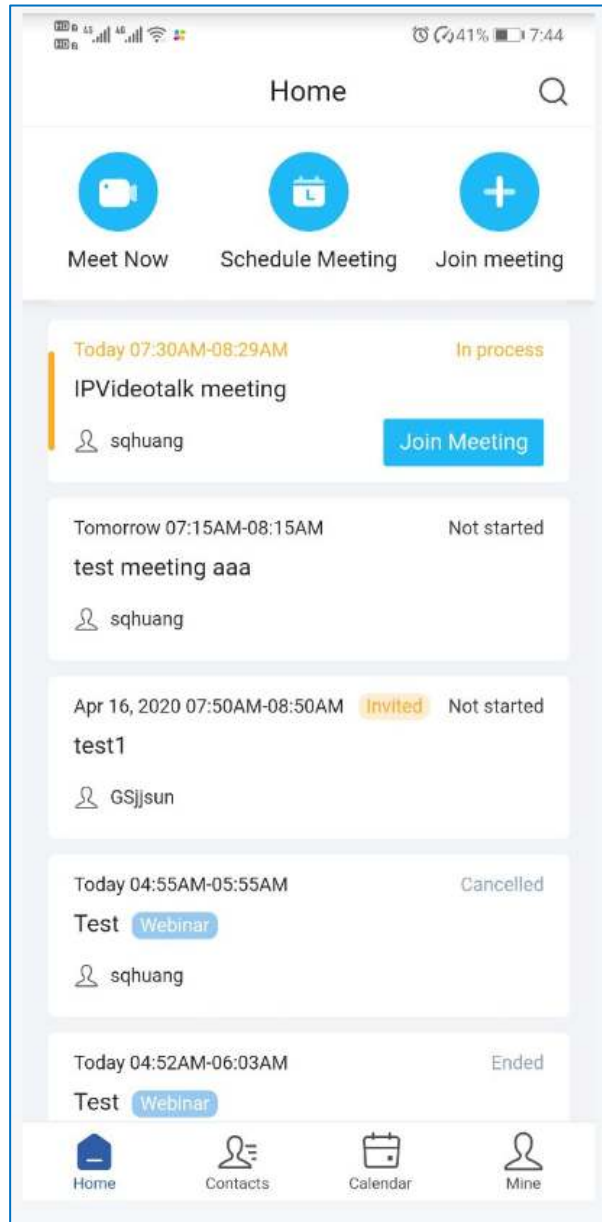 41% 7:44
Home
Meet Now Schedule Meeting Join meeting
Today 07:30AM-08:29AM In process
IPVideotalk meeting
sqhuang Join Meeting
Tomorrow 07:15AM-08:15AM Not started
test meeting aaa
sqhuang
Apr 16, 2020 07:50AM-08:50AM Invited Not started
test1
GSjjsun
Today 04:55AM-05:55AM Cancelled
Test Webinar
sqhuang
Today 04:52AM-06:03AM Ended
Test Webinar
Home Contacts Calendar Mine